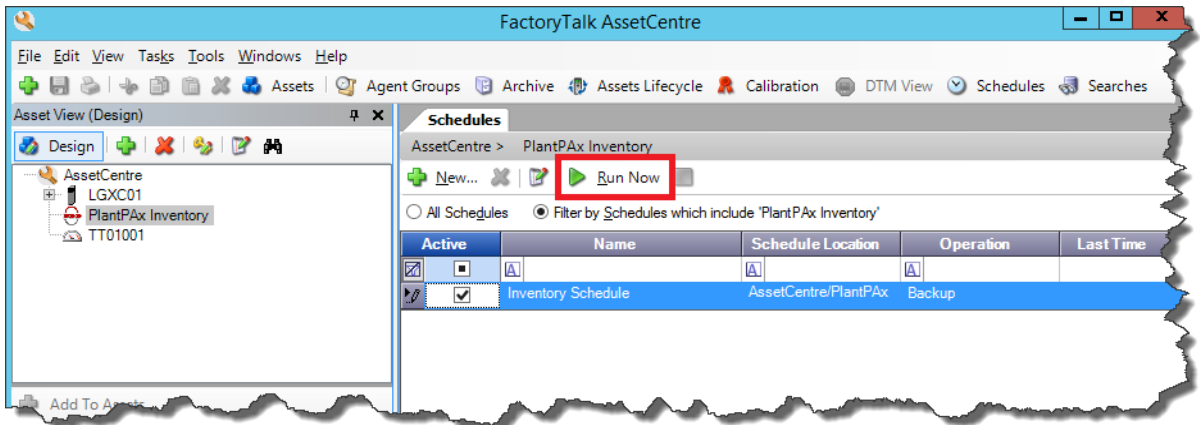 FactoryTalk AssetCentre
File Edit View Tasks Tools Windows Help
Assets Agent Groups Archive Assets Lifecycle Calibration DTM View Schedules Searches
Asset View (Design)
Design
AssetCentre
LGXC01
PlantPAx Inventory
TT01001
Add To Assets
Schedules
AssetCentre > PlantPAx Inventory
New... Run Now
All Schedules Filter by Schedules which include 'PlantPAx Inventory'
Active Name Schedule Location Operation Last Time
A A A
Inventory Schedule AssetCentre/PlantPAx Backup